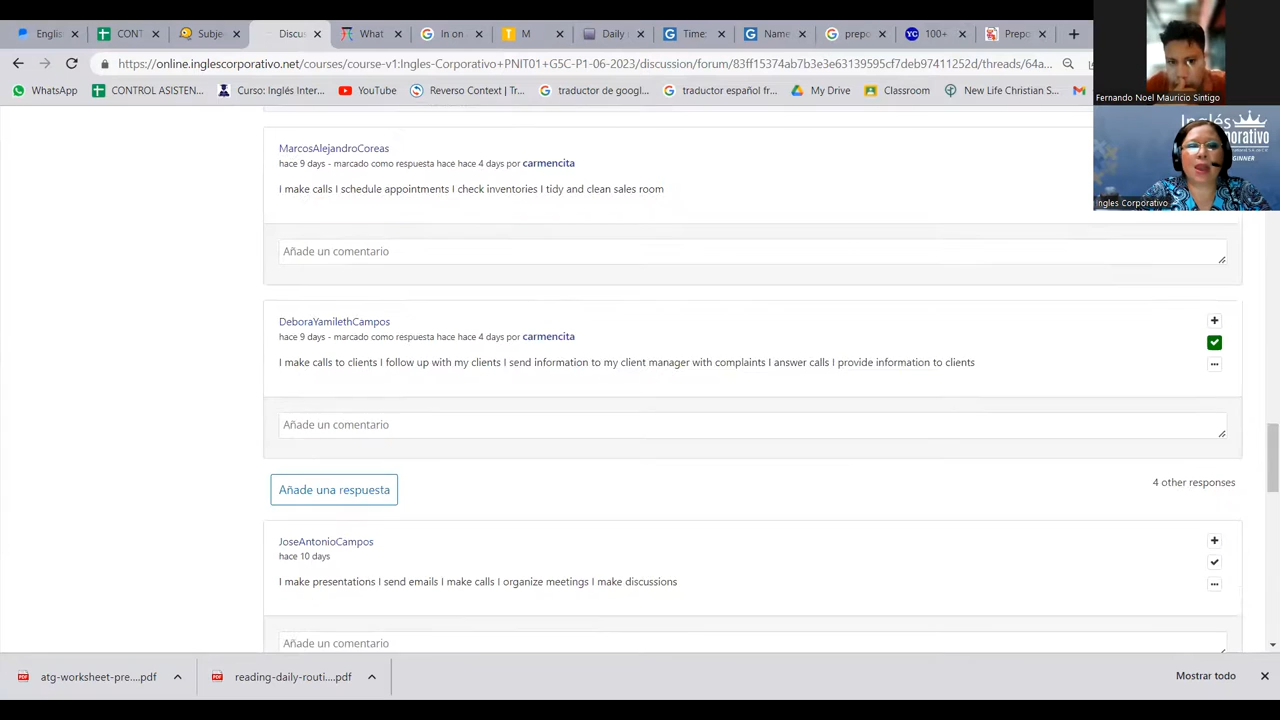 Englis
CONT
Subje
Discu
What
In on
M
Daily
Time:
Name
prepo
100+
Prepo
https://online.inglescorporativo.net/courses/course-v1:Ingles-Corporativo+PNIT01+G5C-P1-06-2023/discussion/forum/83ff15374ab7b3e3e63139595cf7deb97411252d/threads/64a...
WhatsApp
CONTROL ASISTEN...
Curso: Inglés Inter...
YouTube
Reverso Context | Tr...
traductor de googl...
traductor español fr...
My Drive
Classroom
New Life Christian S...
Fernando Noel Mauricio Sintigo
Ingles Corporativo
MarcosAlejandroCoreas
hace 9 days - marcado como respuesta hace hace 4 days por carmencita
I make calls I schedule appointments I check inventories I tidy and clean sales room
Añade un comentario
DeboraYamilethCampos
hace 9 days - marcado como respuesta hace hace 4 days por carmencita
I make calls to clients I follow up with my clients I send information to my client manager with complaints I answer calls I provide information to clients
Añade un comentario
Añade una respuesta
4 other responses
JoseAntonioCampos
hace 10 days
I make presentations I send emails I make calls I organize meetings I make discussions
Añade un comentario
atg-worksheet-pre....pdf
reading-daily-routi....pdf
Mostrar todo